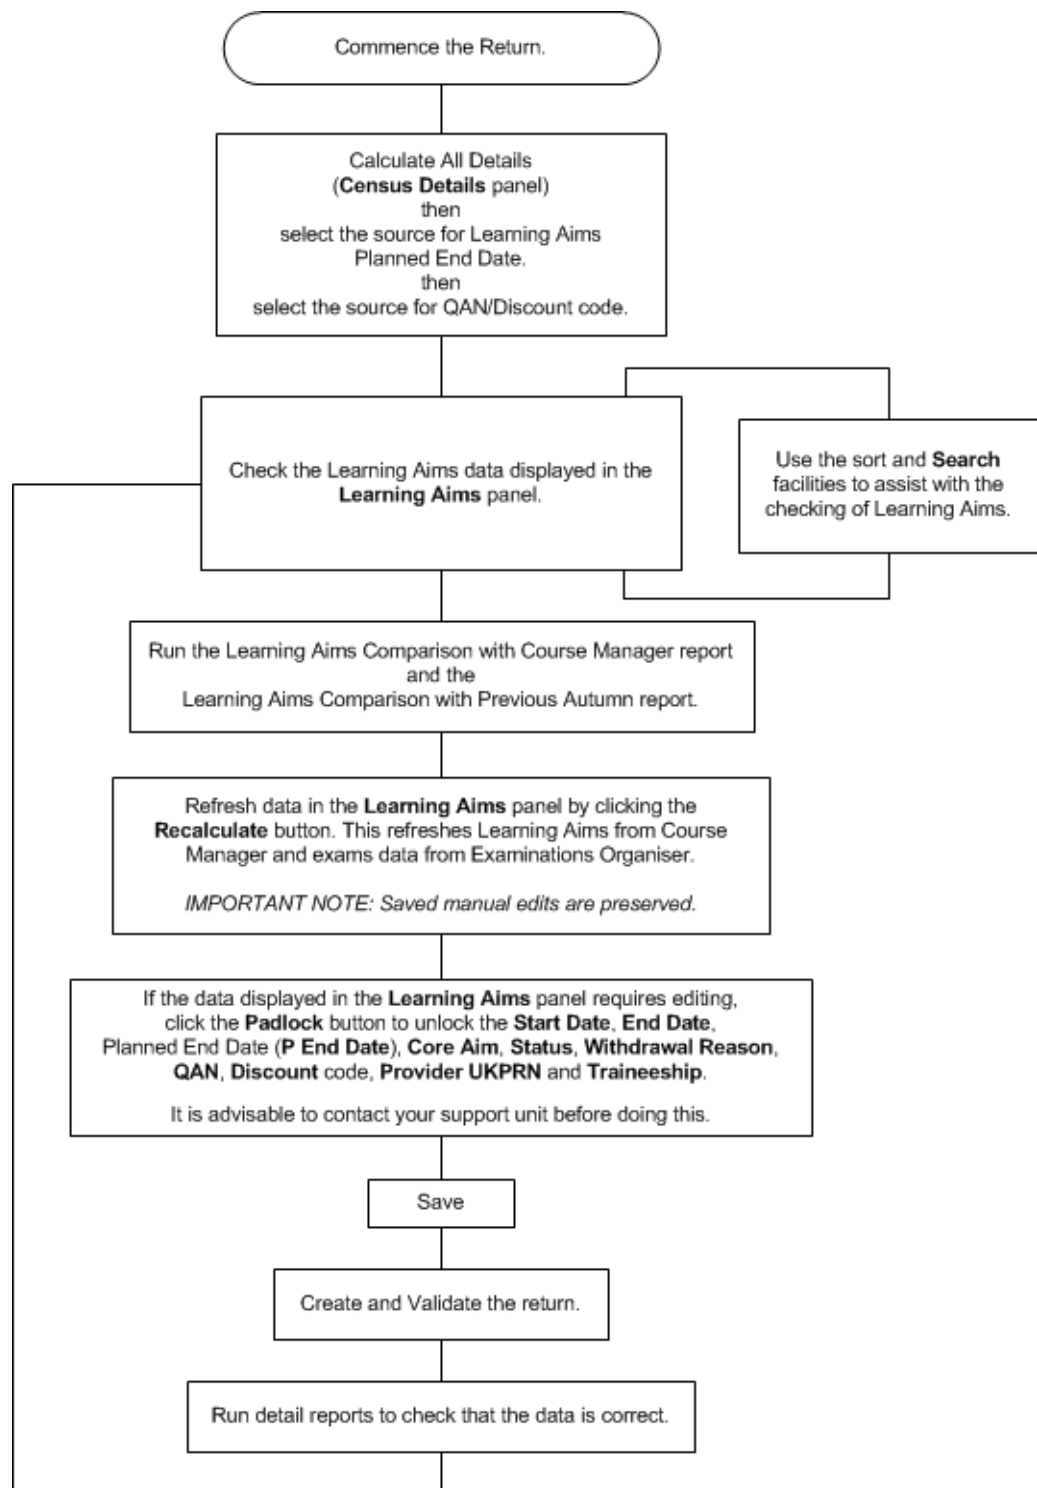 Commence the Return.
Calculate All Details
(Census Details panel)
then
select the source for Learning Aims
Planned End Date.
then
select the source for QAN/Discount code.
Check the Learning Aims data displayed in the
Learning Aims panel.
Use the sort and Search
facilities to assist with the
checking of Learning Aims.
Run the Learning Aims Comparison with Course Manager report
and the
Learning Aims Comparison with Previous Autumn report.
Refresh data in the Learning Aims panel by clicking the
Recalculate button. This refreshes Learning Aims from Course
Manager and exams data from Examinations Organiser.
IMPORTANT NOTE: Saved manual edits are preserved.
If the data displayed in the Learning Aims panel requires editing,
click the Padlock button to unlock the Start Date, End Date,
Planned End Date (P End Date), Core Aim, Status, Withdrawal Reason,
QAN, Discount code, Provider UKPRN and Traineeship.
It is advisable to contact your support unit before doing this.
Save
Create and Validate the return.
Run detail reports to check that the data is correct.